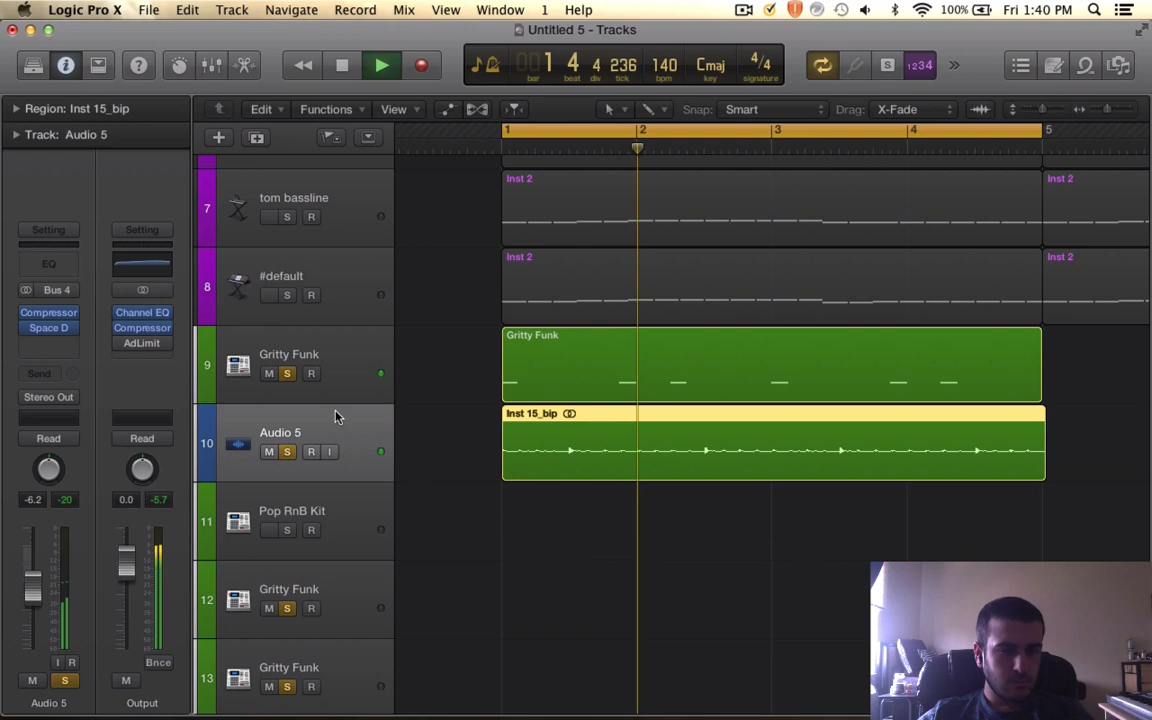 Logic Pro X File Edit Track Navigate Record Mix View Window 1 Help 100% Fri 1:40 PM
Untitled 5 - Tracks
1 4 4 236 140 Cmaj 4/4
bar beat div tick bpm key signature
S 1234
Region: Inst 15_bip
Edit Functions View Snap: Smart Drag: X-Fade
Track: Audio 5
1 2 3 4 5
7 tom bassline
S R
Inst 2 Inst 2
8 #default
S R
Inst 2 Inst 2
9 Gritty Funk
M S R
Gritty Funk
10 Audio 5
M S R I
Inst 15_bip
11 Pop RnB Kit
S R
12 Gritty Funk
M S R
13 Gritty Funk
M S R
Setting Setting
EQ
Bus 4
Compressor Channel EQ
Space D Compressor
AdLimit
Send
Stereo Out
Read Read
-6.2 -20 0.0 -5.7
I R Bnce
M S M
Audio 5 Output